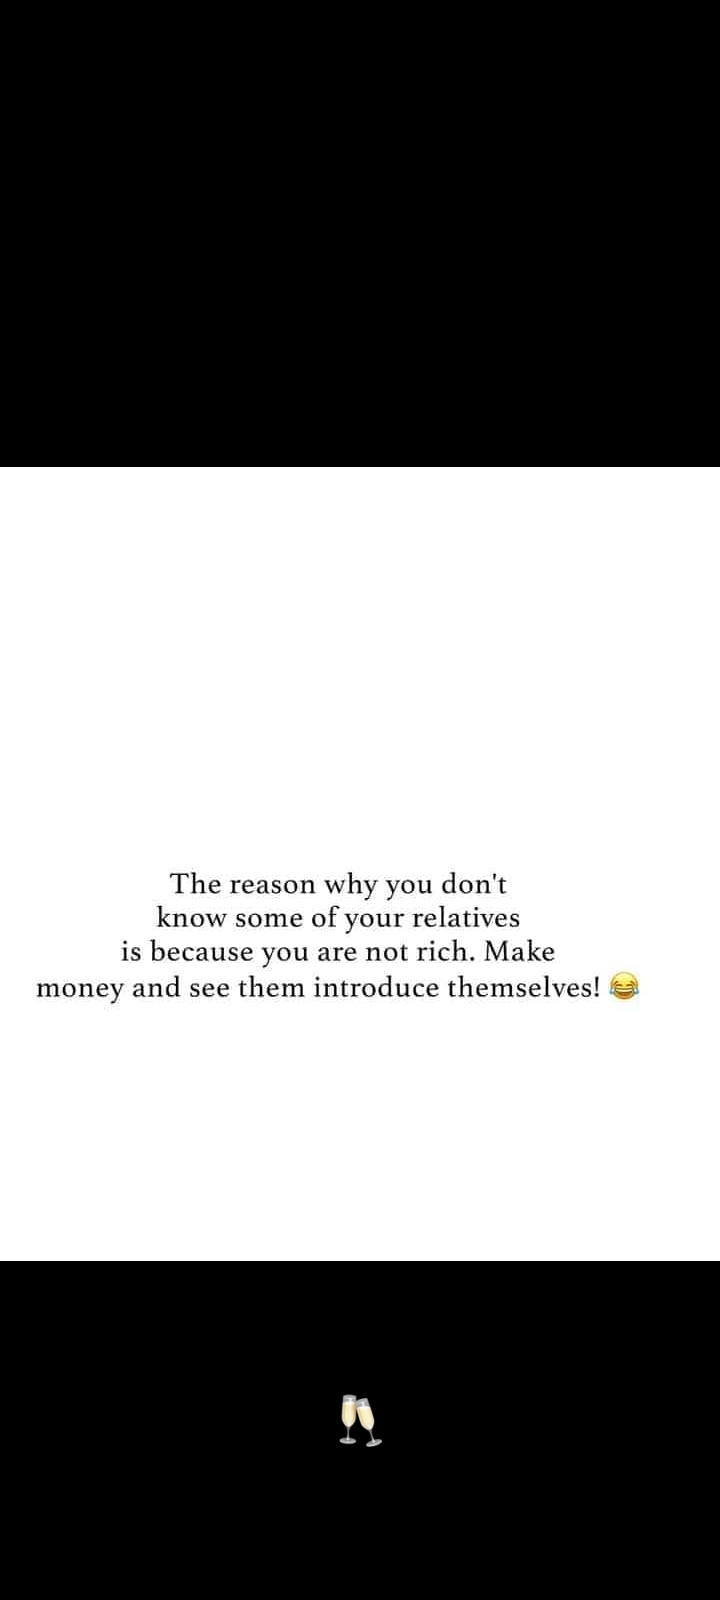 The reason why you don't
know some of your relatives
is because you are not rich. Make
money and see them introduce themselves! 😂
🥂